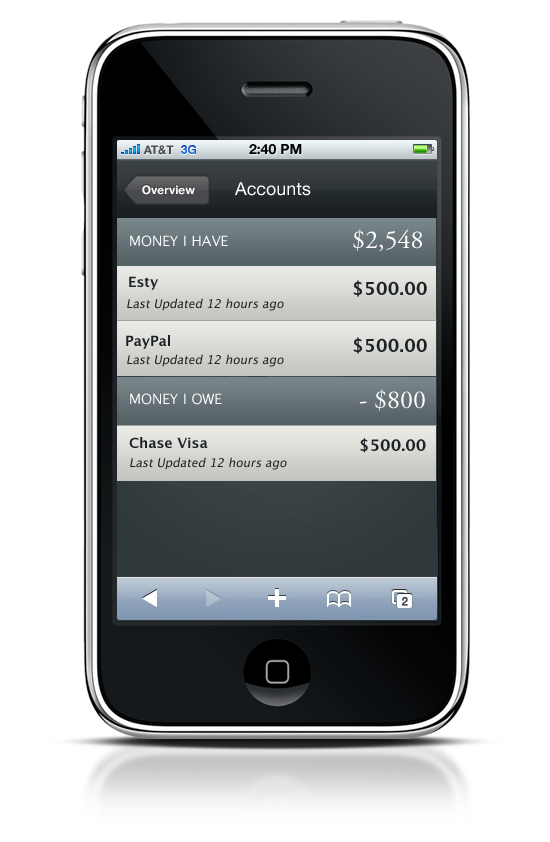 AT&T 3G 2:40 PM
Overview Accounts
MONEY I HAVE $2,548
Esty $500.00
Last Updated 12 hours ago
PayPal $500.00
Last Updated 12 hours ago
MONEY I OWE - $800
Chase Visa $500.00
Last Updated 12 hours ago
2